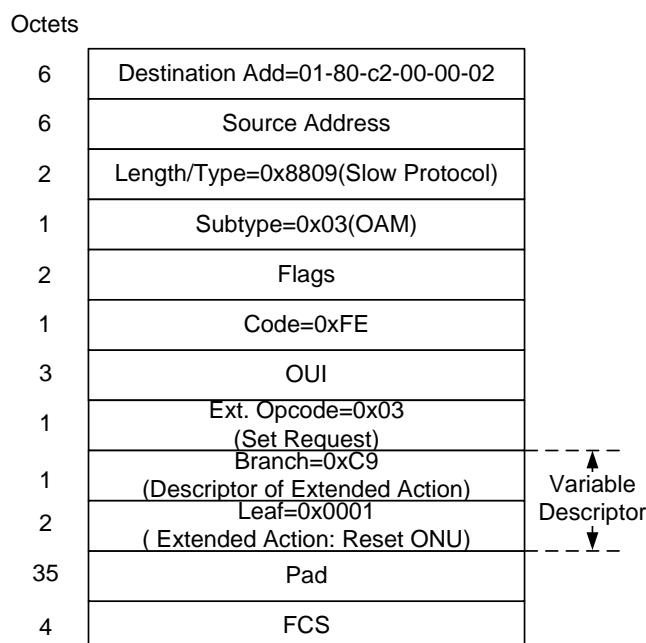 Octets
6 Destination Add=01-80-c2-00-00-02
6 Source Address
2 Length/Type=0x8809(Slow Protocol)
1 Subtype=0x03(OAM)
2 Flags
1 Code=0xFE
3 OUI
1 Ext. Opcode=0x03
(Set Request)
1 Branch=0xC9
(Descriptor of Extended Action)
Variable
Descriptor
2 Leaf=0x0001
( Extended Action: Reset ONU)
35 Pad
4 FCS